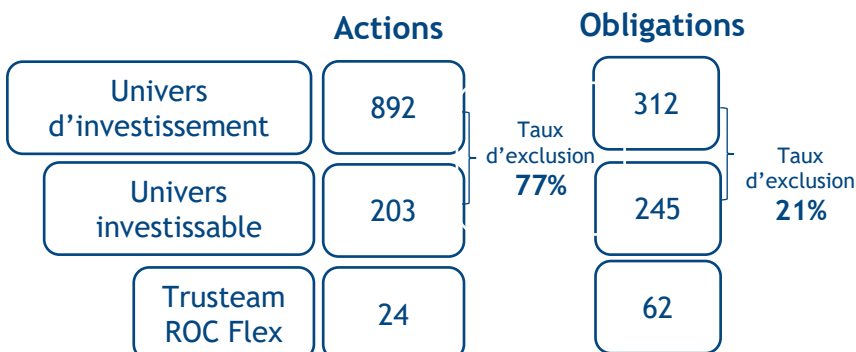 Actions
Obligations
Univers
d'investissement
892
312
Taux
d'exclusion
77%
Taux
d'exclusion
21%
Univers
investissable
203
245
Trusteam
ROC Flex
24
62